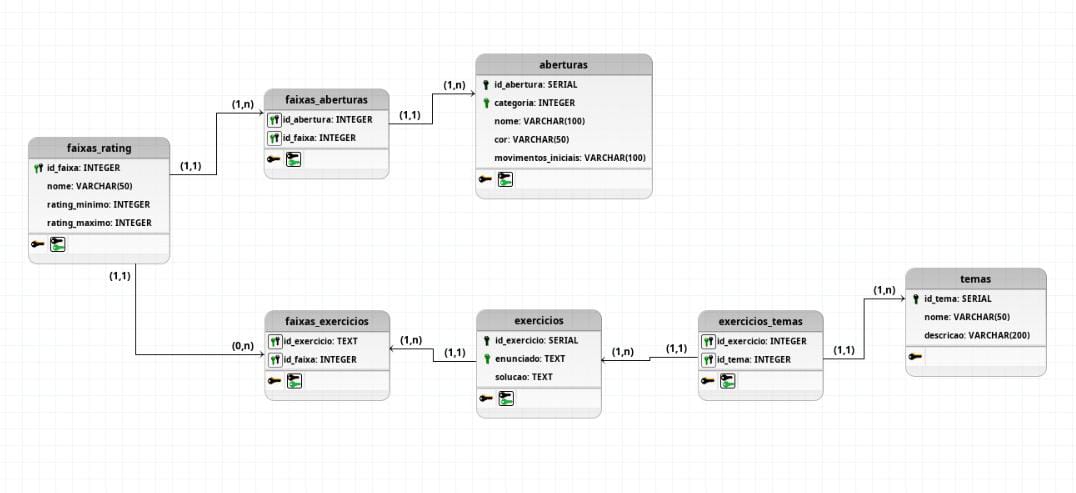 aberturas
id_abertura: SERIAL
categoria: INTEGER
nome: VARCHAR(100)
cor: VARCHAR(50)
movimentos_iniciais: VARCHAR(100)
(1,n)
(1,1)
faixas_aberturas
id_abertura: INTEGER
id_faixa: INTEGER
(1,n)
(1,1)
faixas_rating
id_faixa: INTEGER
nome: VARCHAR(50)
rating_minimo: INTEGER
rating_maximo: INTEGER
(1,1)
(0,n)
faixas_exercicios
id_exercicio: TEXT
id_faixa: INTEGER
(1,n)
(1,1)
exercicios
id_exercicio: SERIAL
enunciado: TEXT
solucao: TEXT
(1,n)
(1,1)
exercicios_temas
id_exercicio: INTEGER
id_tema: INTEGER
(1,1)
(1,n)
temas
id_tema: SERIAL
nome: VARCHAR(50)
descricao: VARCHAR(200)